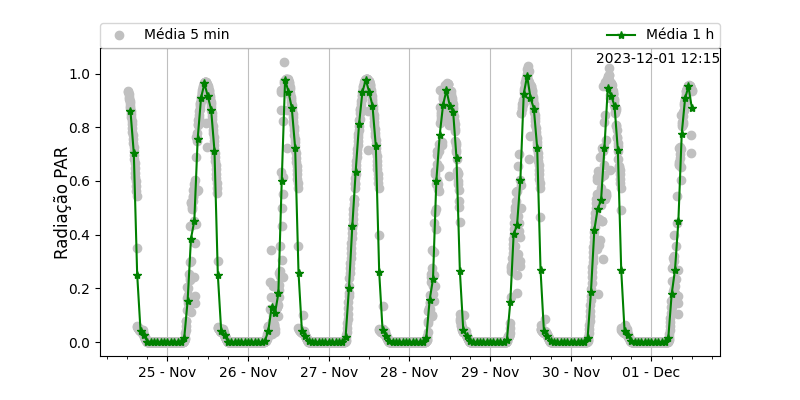 Média 5 min
Média 1 h
2023-12-01 12:15
Radiação PAR
1.0
0.8
0.6
0.4
0.2
0.0
25 - Nov
26 - Nov
27 - Nov
28 - Nov
29 - Nov
30 - Nov
01 - Dec